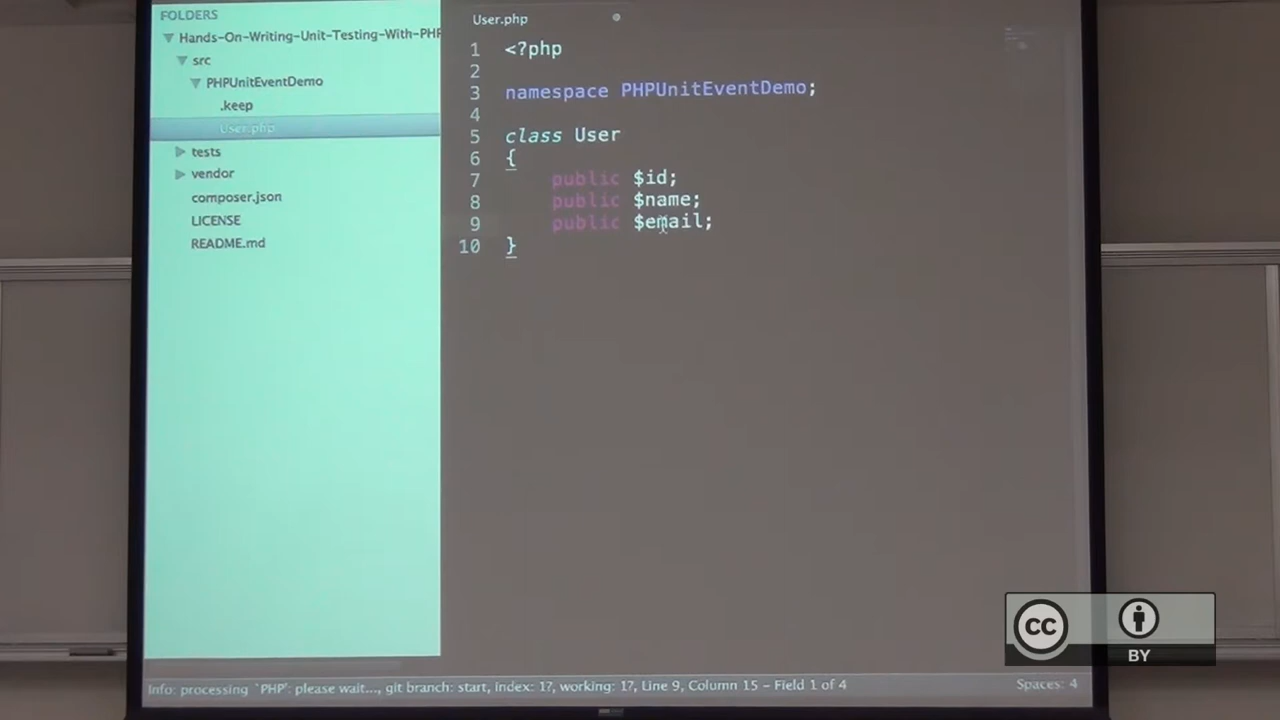 FOLDERS
Hands-On-Writing-Unit-Testing-With-PHP
src
PHPUnitEventDemo
.keep
User.php
tests
vendor
composer.json
LICENSE
README.md
User.php
1 <?php
2
3 namespace PHPUnitEventDemo;
4
5 class User
6 {
7 public $id;
8 public $name;
9 public $email;
10 }
Info: processing `PHP`: please wait..., git branch: start, index: 1?, working: 1?, Line 9, Column 15 – Field 1 of 4
Spaces: 4
CC
BY